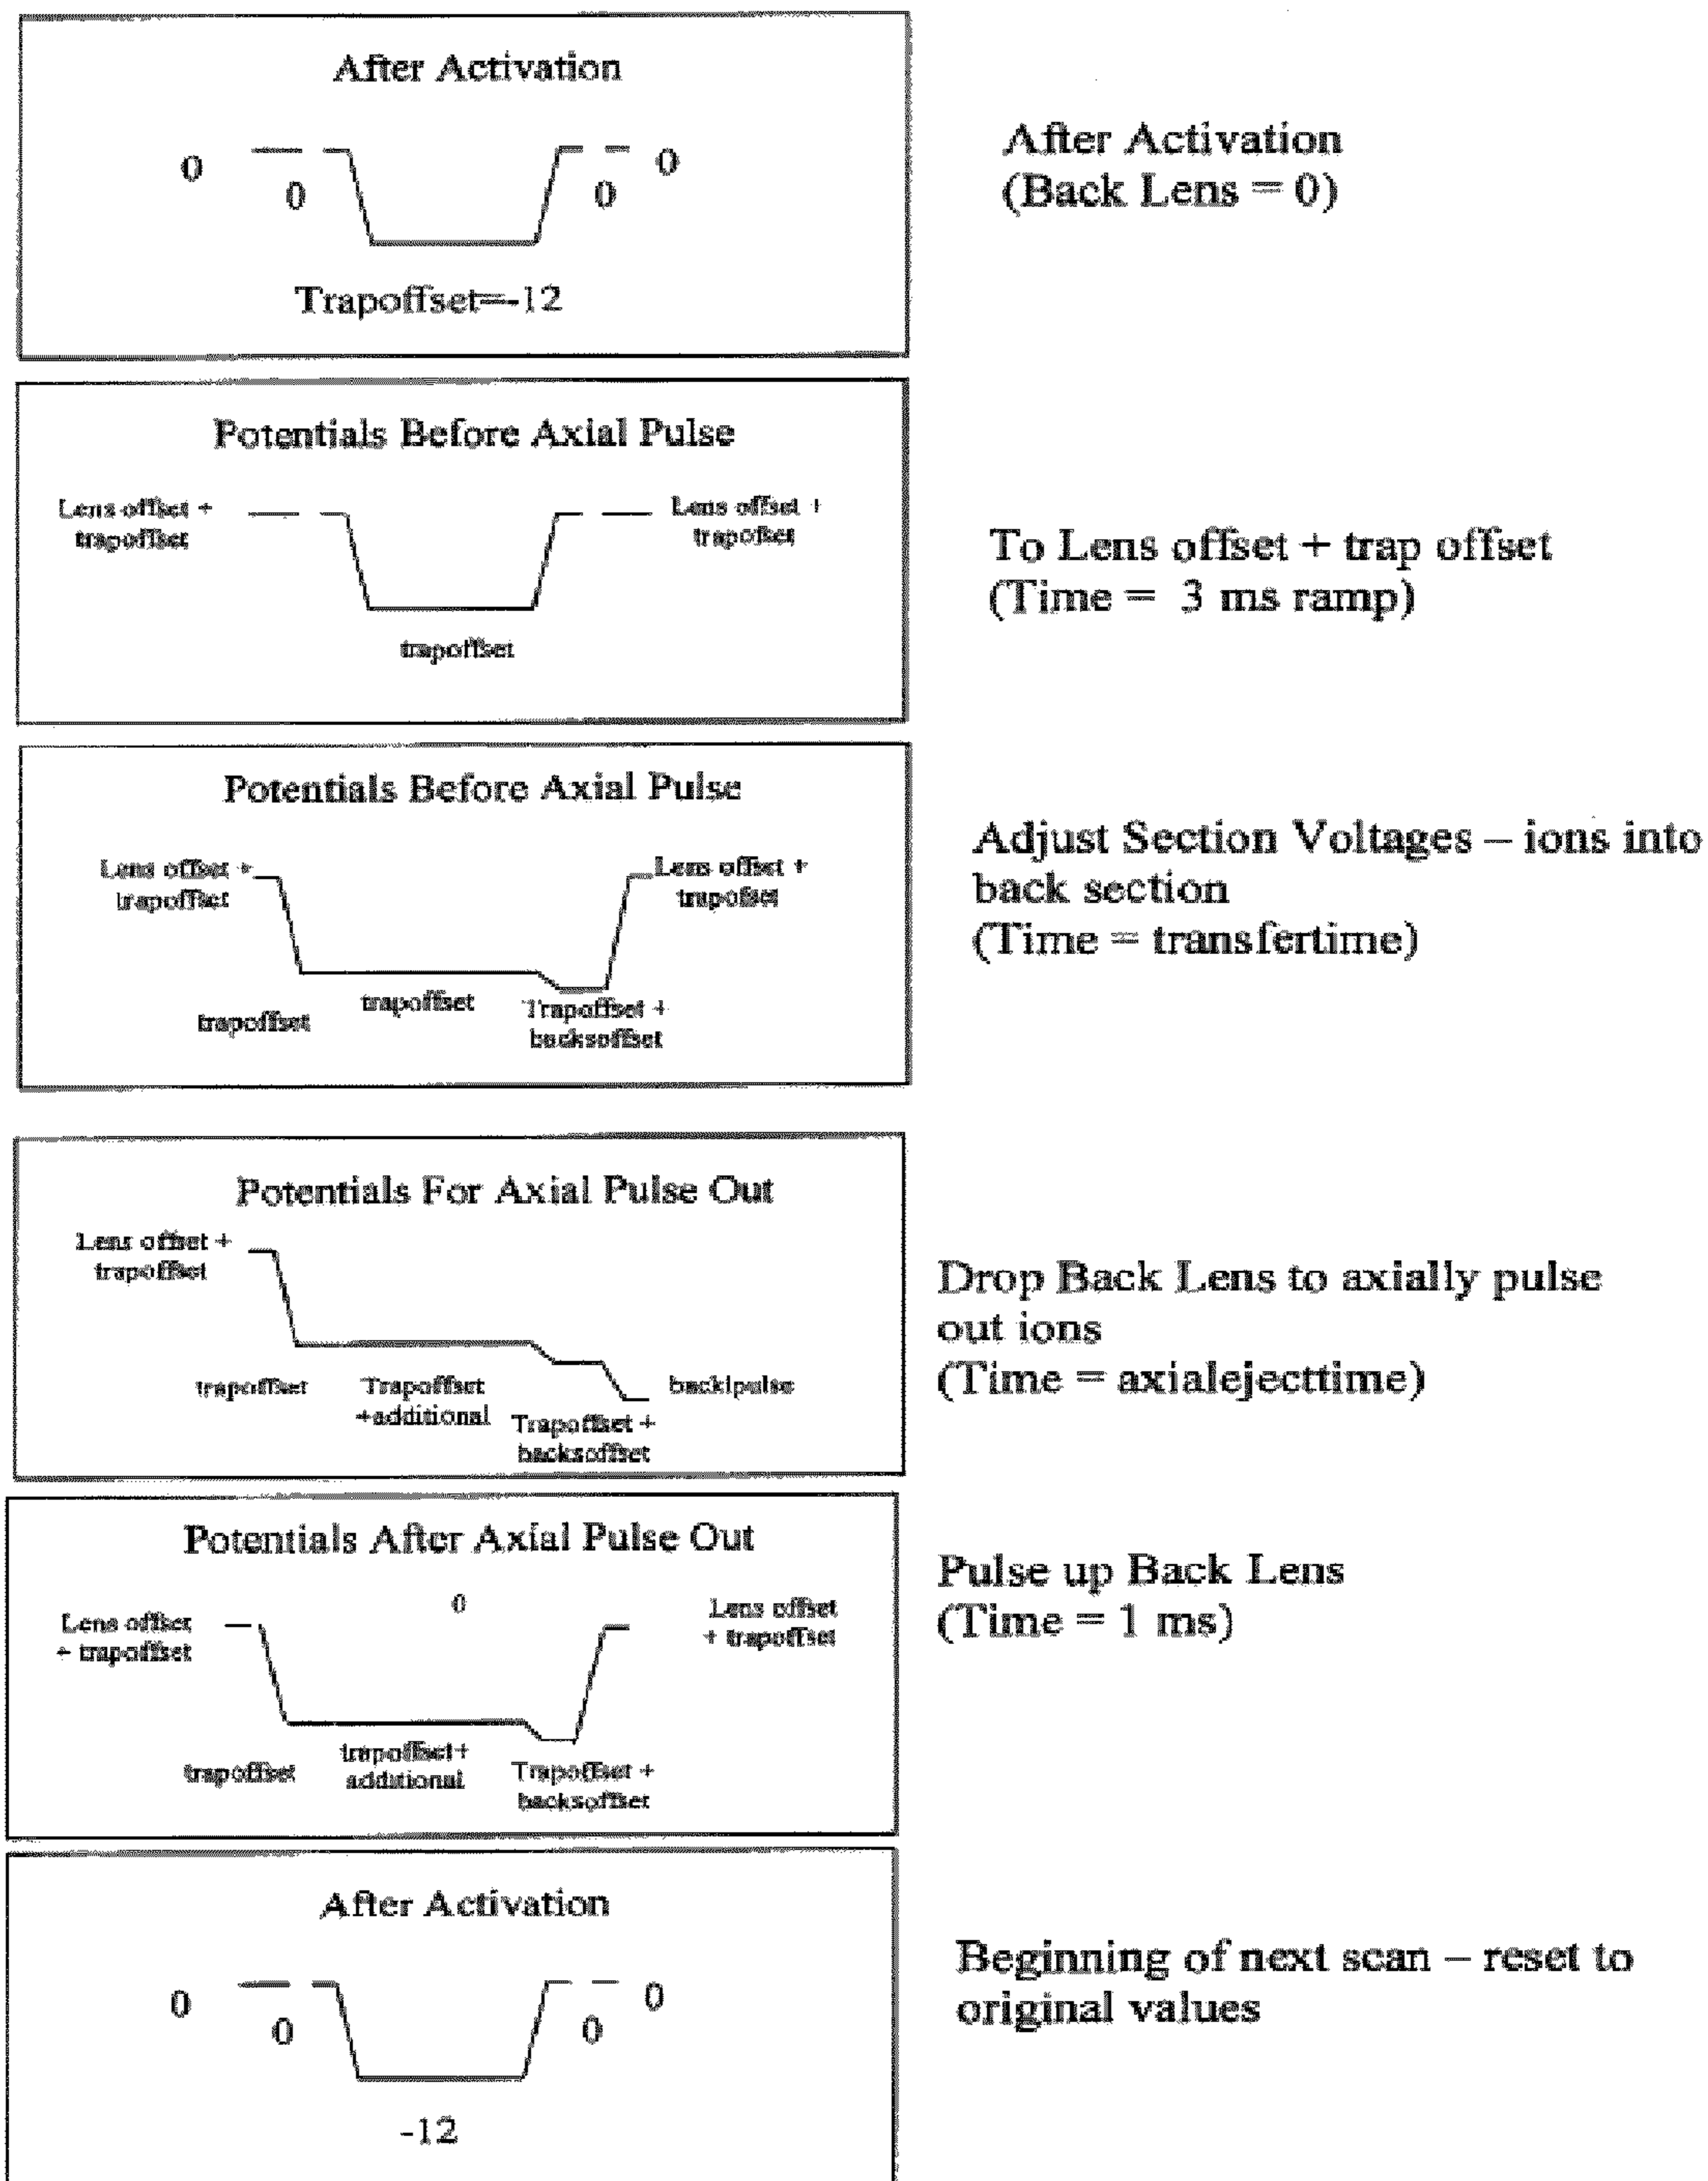 After Activation
0
0
0
0
Trapoffset=-12
After Activation
(Back Lens = 0)
Potentials Before Axial Pulse
Lens offset +
trapoffset
Lens offset +
trapoffset
trapoffset
To Lens offset + trap offset
(Time = 3 ms ramp)
Potentials Before Axial Pulse
Lens offset +
trapoffset
Lens offset +
trapoffset
trapoffset
trapoffset
Trapoffset +
backsoffset
Adjust Section Voltages – ions into
back section
(Time = transfertime)
Potentials For Axial Pulse Out
Lens offset +
trapoffset
trapoffset
Trapoffset
+additional
Trapoffset +
backsoffset
backlpulse
Drop Back Lens to axially pulse
out ions
(Time = axialejecttime)
Potentials After Axial Pulse Out
0
Lens offset
+ trapoffset
Lens offset
+ trapoffset
trapoffset
trapoffset+
additional
Trapoffset +
backsoffset
Pulse up Back Lens
(Time = 1 ms)
After Activation
0
0
0
0
-12
Beginning of next scan – reset to
original values